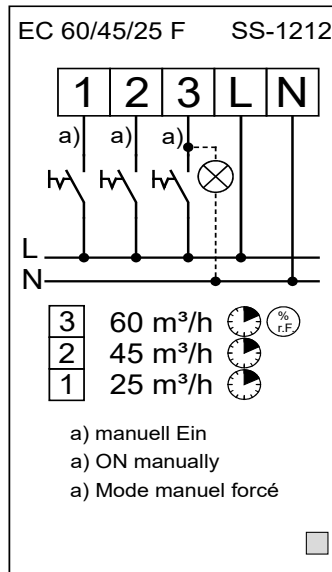 EC 60/45/25 F SS-1212
1 2 3 L N
a) a) a)
L
N
3 60 m³/h % r.F.
2 45 m³/h
1 25 m³/h
a) manuell Ein
a) ON manually
a) Mode manuel forcé